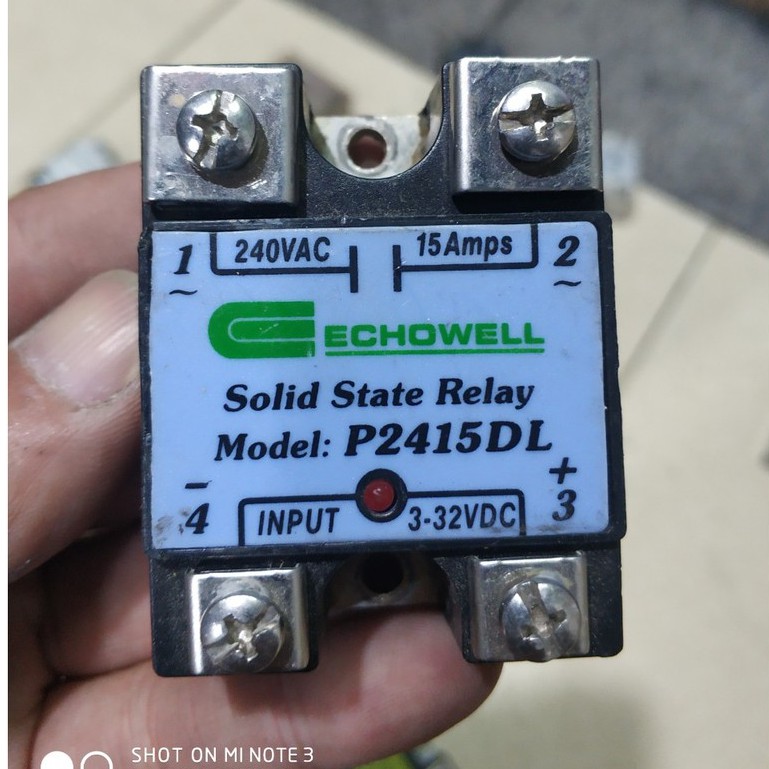 1 240VAC 15Amps 2
~ ~
ECHOWELL
Solid State Relay
Model: P2415DL
- +
4 INPUT 3-32VDC 3
SHOT ON MI NOTE 3